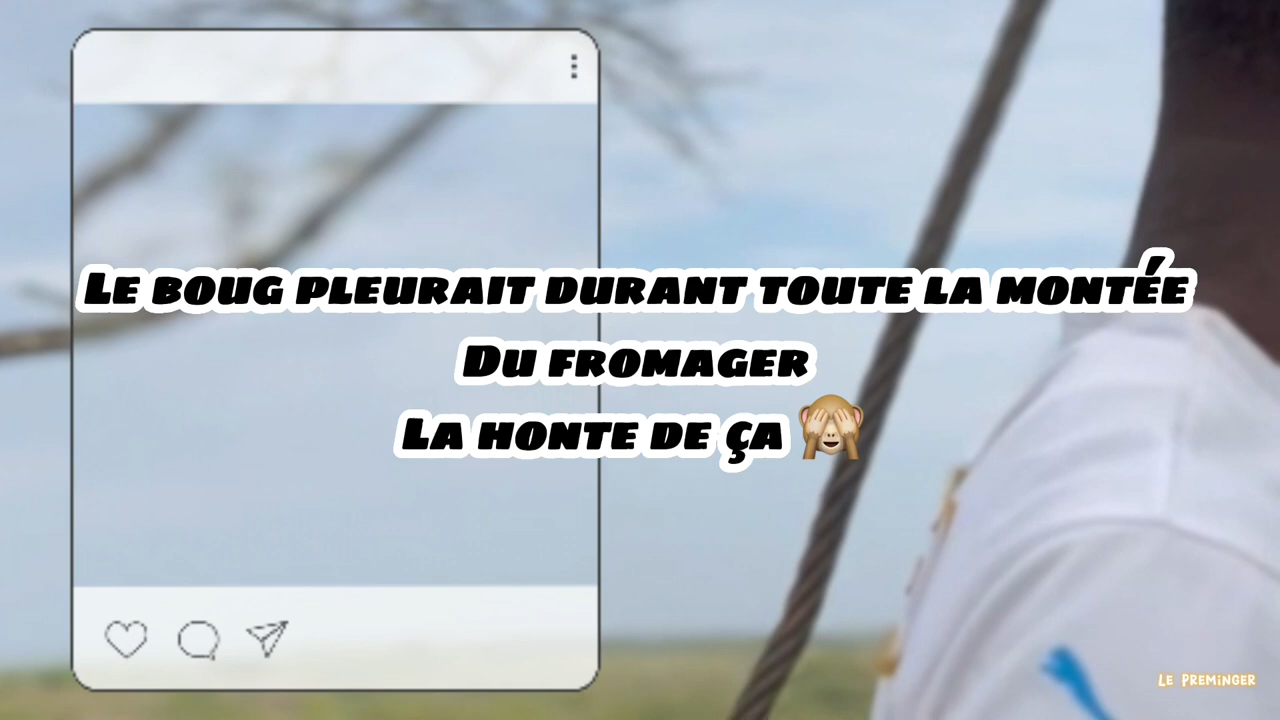 Le boug pleurait durant toute la montée
Du fromager
La honte de ça 🙈
Le Preminger